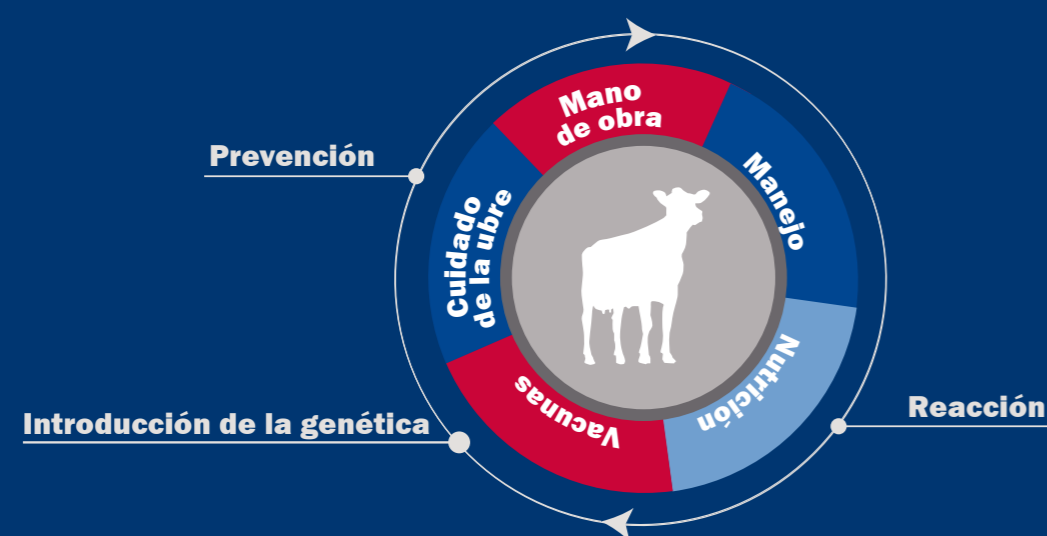 Mano
de obra
Manejo
Prevención
Cuidado
de la ubre
Nutrición
Vacunas
Reacción
Introducción de la genética